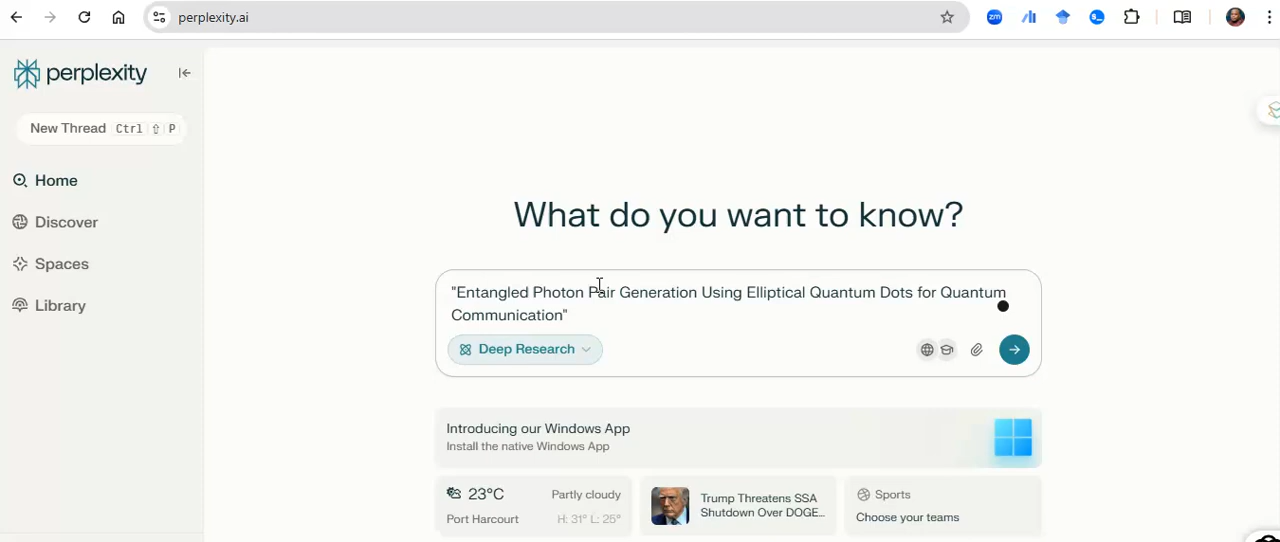 perplexity.ai
zm
perplexity
New Thread Ctrl ⇧ P
Home
Discover
Spaces
Library
What do you want to know?
"Entangled Photon Pair Generation Using Elliptical Quantum Dots for Quantum
Communication"
Deep Research
Introducing our Windows App
Install the native Windows App
23°C Partly cloudy
Port Harcourt H: 31° L: 25°
Trump Threatens SSA
Shutdown Over DOGE...
Sports
Choose your teams